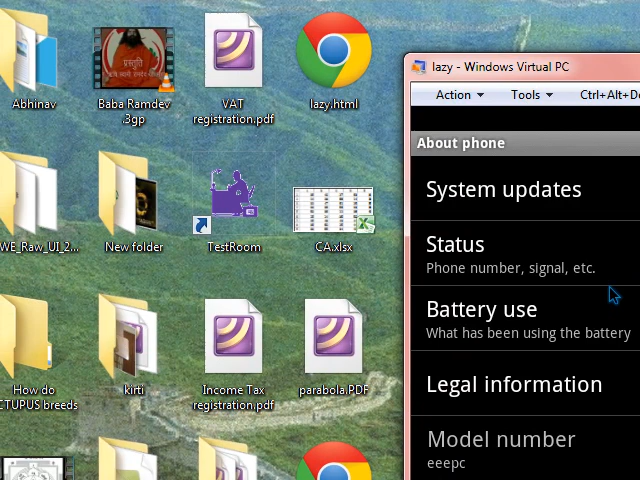 Abhinav
Baba Ramdev
.3gp
VAT
registration.pdf
lazy.html
WE_Raw_UI_2...
New folder
TestRoom
CA.xlsx
How do
CTUPUS breeds
kirti
Income Tax
registration.pdf
parabola.PDF
lazy - Windows Virtual PC
Action
Tools
Ctrl+Alt+De
About phone
System updates
Status
Phone number, signal, etc.
Battery use
What has been using the battery
Legal information
Model number
eeepc